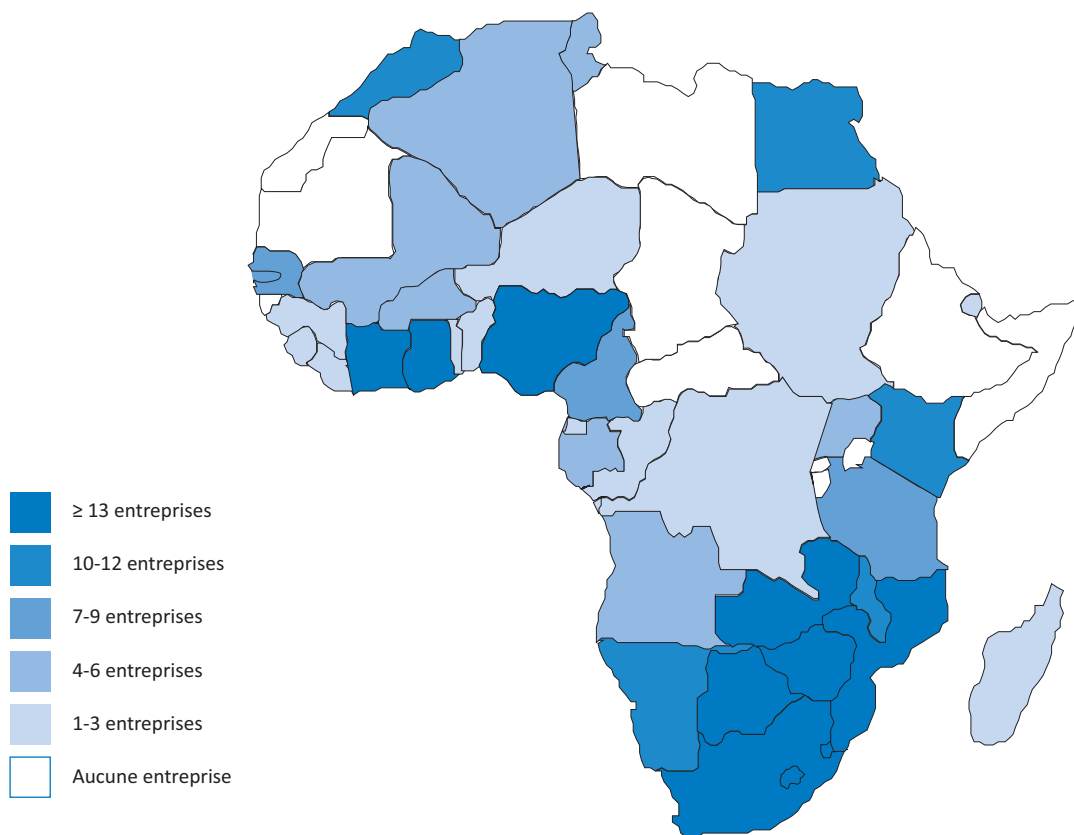 ≥ 13 entreprises
10-12 entreprises
7-9 entreprises
4-6 entreprises
1-3 entreprises
Aucune entreprise